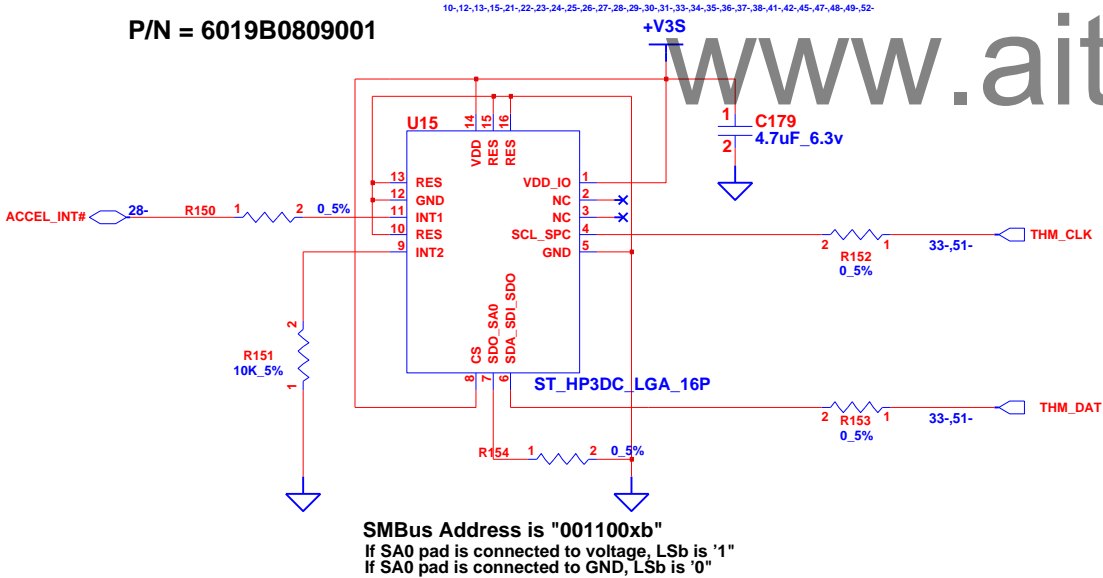 10-,12-,13-,15-,21-,22-,23-,24-,25-,26-,27-,28-,29-,30-,31-,33-,34-,35-,36-,37-,38-,41-,42-,45-,47-,48-,49-,52-
P/N = 6019B0809001
+V3S
www.ait
1 C179
4.7uF_6.3v
2
U15
14 15 16
VDD RES RES
13 RES VDD_IO 1
12 GND NC 2
ACCEL_INT# 28- R150 1 2 0_5% 11 INT1 NC 3
10 RES SCL_SPC 4 2 1 33-,51- THM_CLK
R152
0_5%
9 INT2 GND 5
CS SDO_SA0 SDA_SDI_SDO
8 7 6
2
R151
10K_5%
1
ST_HP3DC_LGA_16P
2 R153 1 33-,51- THM_DAT
0_5%
R154 1 2 0_5%
SMBus Address is "001100xb"
If SA0 pad is connected to voltage, LSb is '1"
If SA0 pad is connected to GND, LSb is '0"